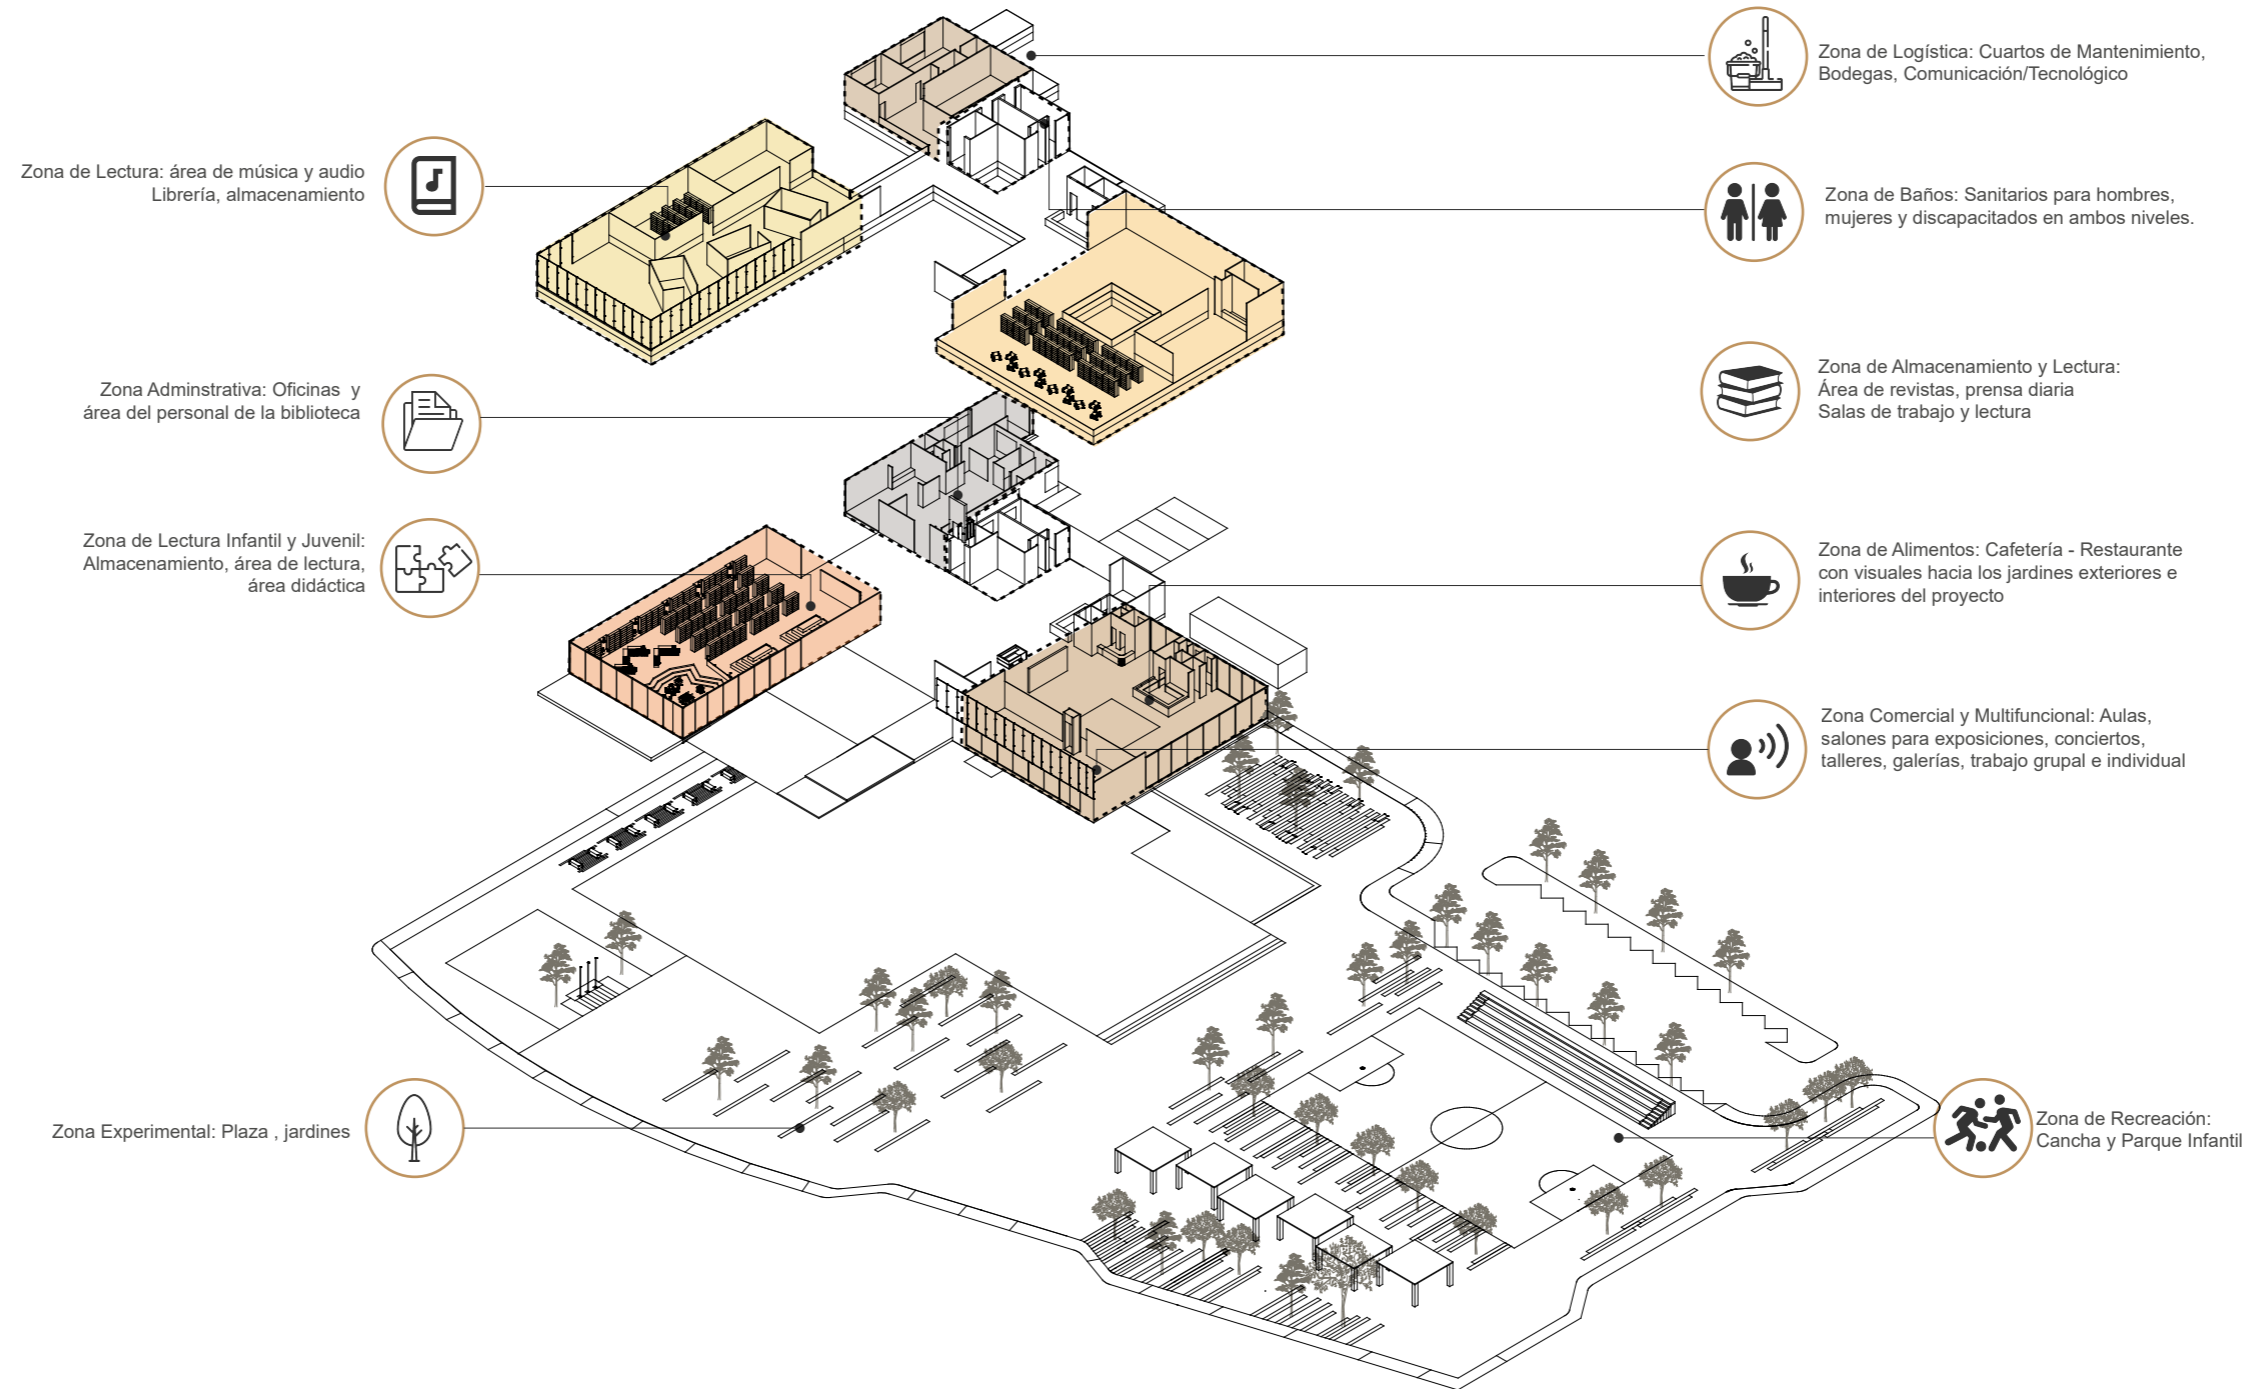 Zona de Logística: Cuartos de Mantenimiento,
Bodegas, Comunicación/Tecnológico
Zona de Lectura: área de música y audio
Librería, almacenamiento
Zona de Baños: Sanitarios para hombres,
mujeres y discapacitados en ambos niveles.
Zona Adminstrativa: Oficinas y
área del personal de la biblioteca
Zona de Almacenamiento y Lectura:
Área de revistas, prensa diaria
Salas de trabajo y lectura
Zona de Lectura Infantil y Juvenil:
Almacenamiento, área de lectura,
área didáctica
Zona de Alimentos: Cafetería - Restaurante
con visuales hacia los jardines exteriores e
interiores del proyecto
Zona Comercial y Multifuncional: Aulas,
salones para exposiciones, conciertos,
talleres, galerías, trabajo grupal e individual
Zona Experimental: Plaza , jardines
Zona de Recreación:
Cancha y Parque Infantil